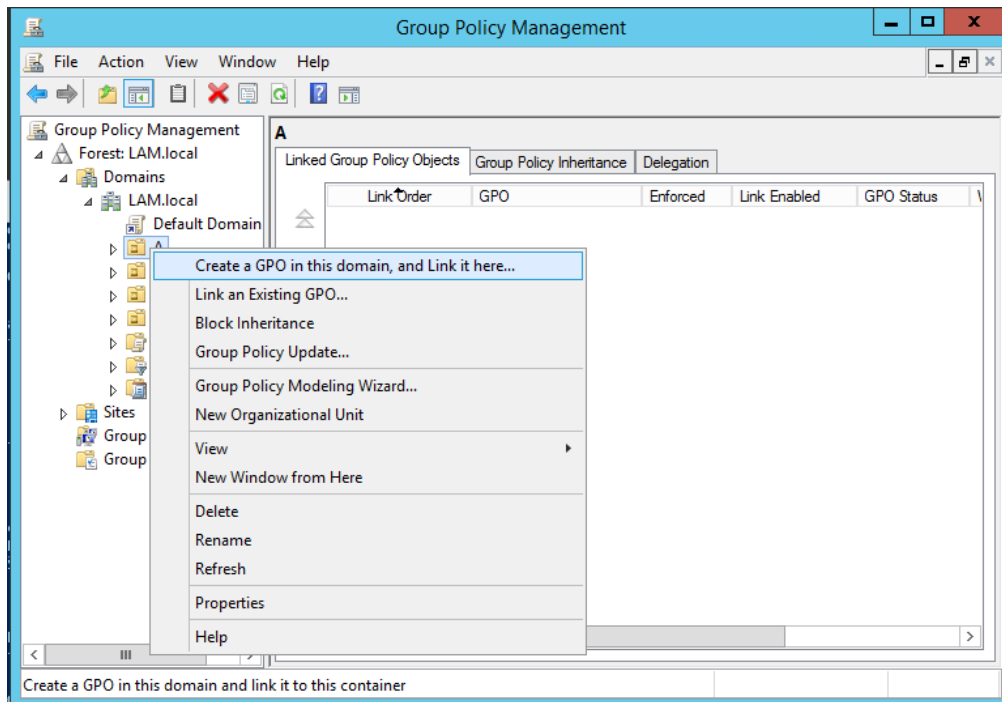 Group Policy Management
File Action View Window Help
Group Policy Management
Forest: LAM.local
Domains
LAM.local
Default Domain
A
Sites
Group
Group
A
Linked Group Policy Objects Group Policy Inheritance Delegation
Link Order GPO Enforced Link Enabled GPO Status
Create a GPO in this domain, and Link it here...
Link an Existing GPO...
Block Inheritance
Group Policy Update...
Group Policy Modeling Wizard...
New Organizational Unit
View
New Window from Here
Delete
Rename
Refresh
Properties
Help
Create a GPO in this domain and link it to this container